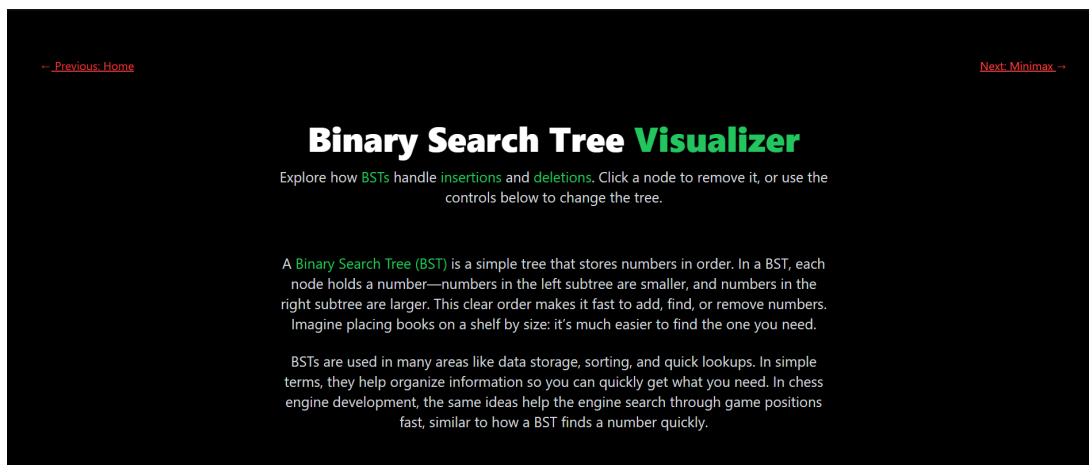 ← Previous: Home
Next: Minimax →
Binary Search Tree Visualizer
Explore how BSTs handle insertions and deletions. Click a node to remove it, or use the
controls below to change the tree.
A Binary Search Tree (BST) is a simple tree that stores numbers in order. In a BST, each
node holds a number—numbers in the left subtree are smaller, and numbers in the
right subtree are larger. This clear order makes it fast to add, find, or remove numbers.
Imagine placing books on a shelf by size: it’s much easier to find the one you need.
BSTs are used in many areas like data storage, sorting, and quick lookups. In simple
terms, they help organize information so you can quickly get what you need. In chess
engine development, the same ideas help the engine search through game positions
fast, similar to how a BST finds a number quickly.